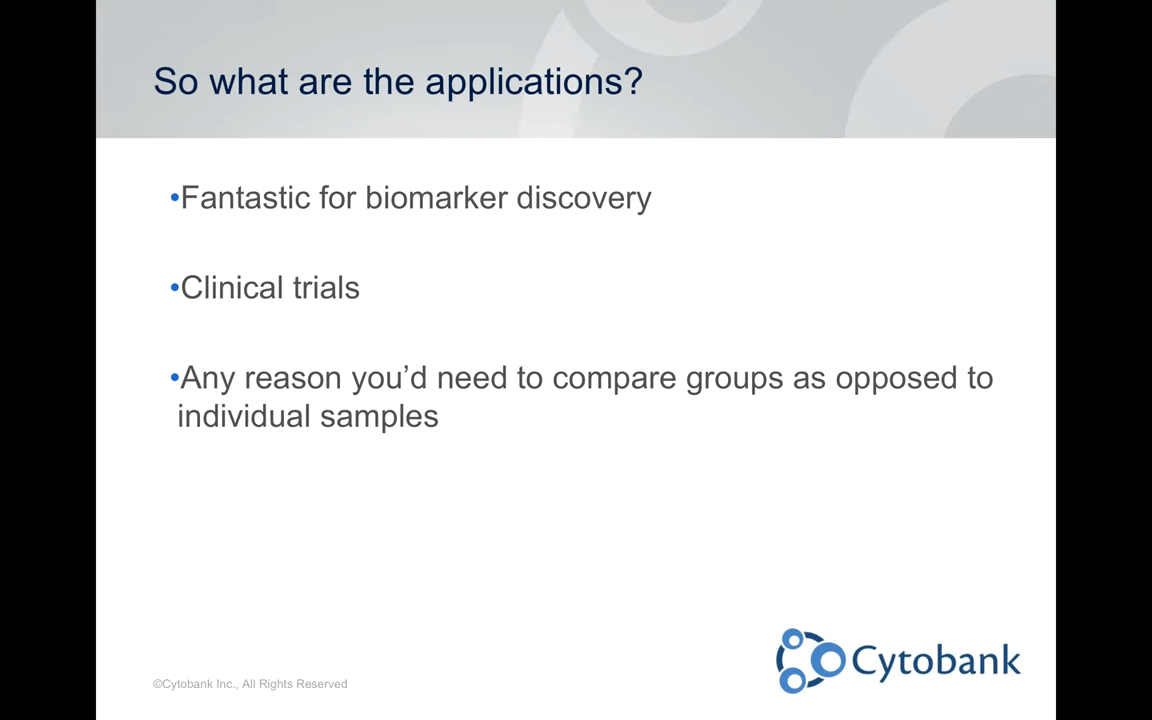 So what are the applications?
•Fantastic for biomarker discovery
•Clinical trials
•Any reason you’d need to compare groups as opposed to
individual samples
©Cytobank Inc., All Rights Reserved
Cytobank